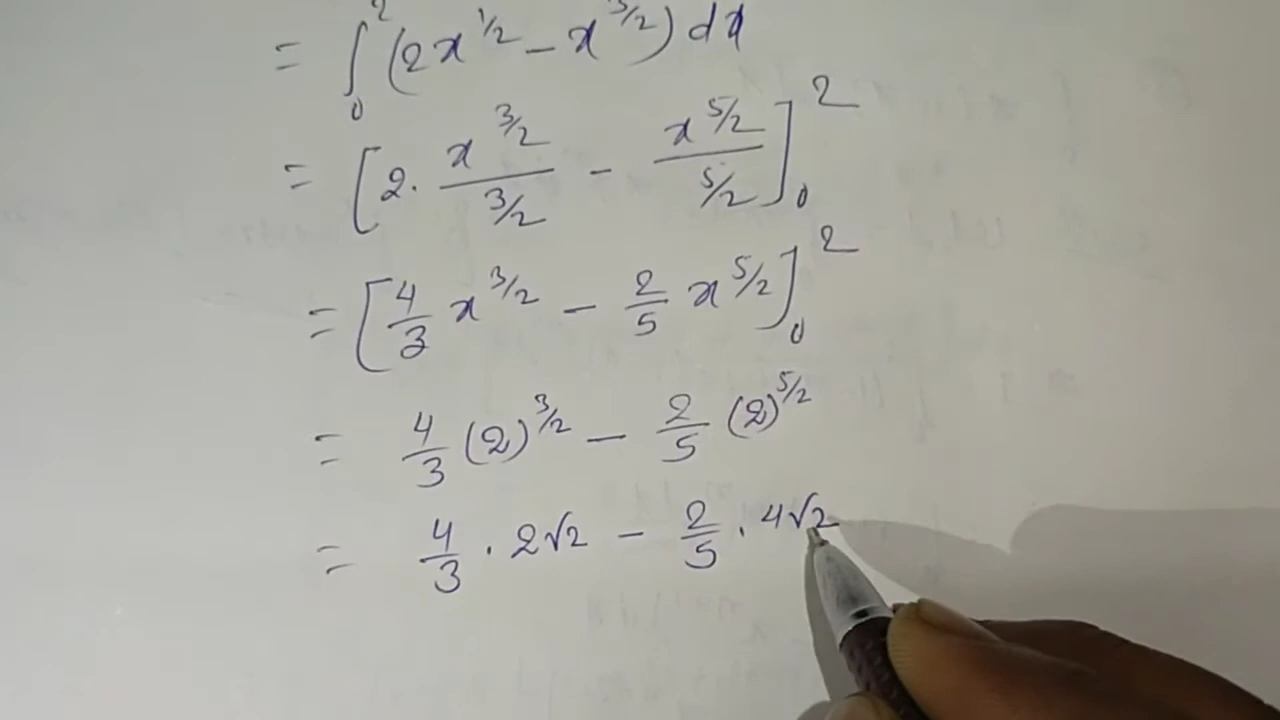 = ∫₀² (2x^{1/2} − x^{3/2}) dx
= [2 · x^{3/2}/(3/2) − x^{5/2}/(5/2)]₀²
= [4/3 x^{3/2} − 2/5 x^{5/2}]₀²
= 4/3 (2)^{3/2} − 2/5 (2)^{5/2}
= 4/3 · 2√2 − 2/5 · 4√2